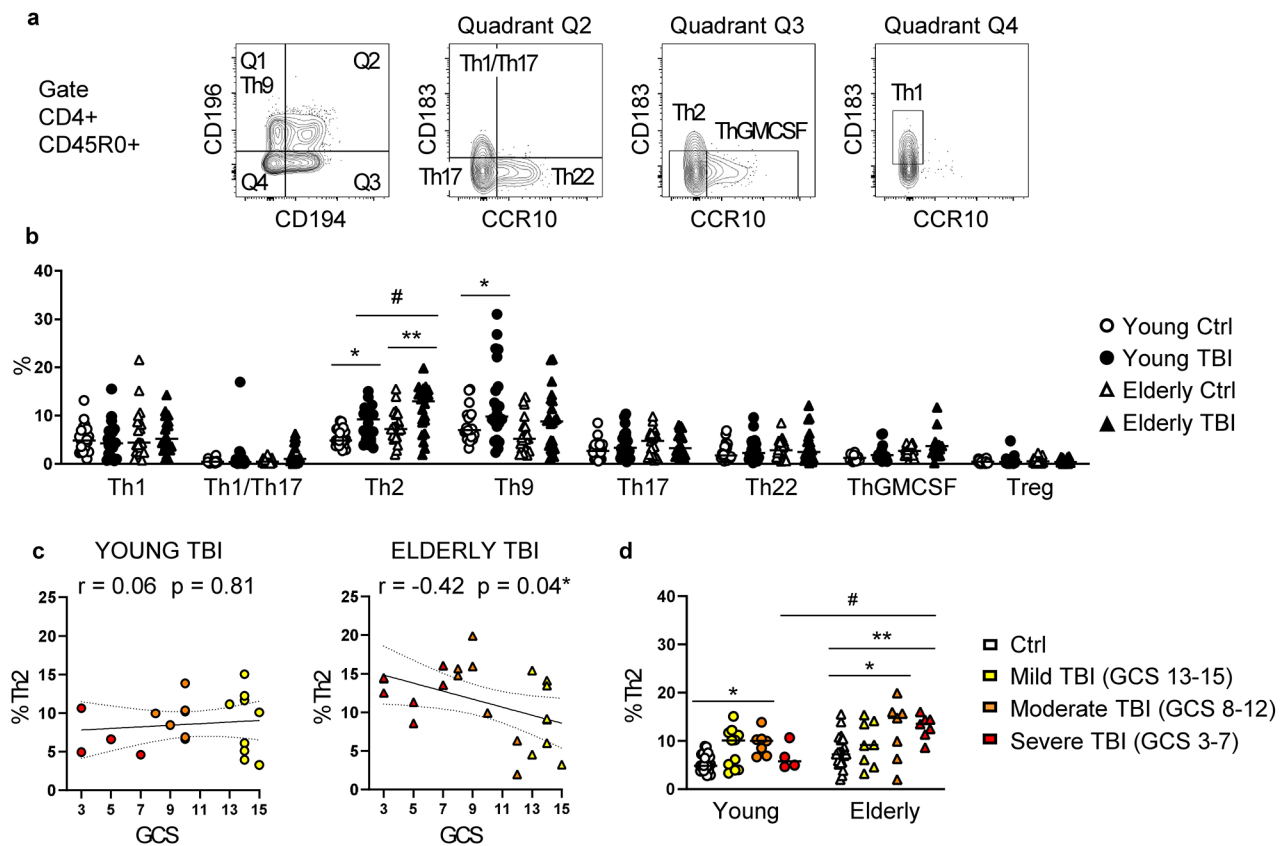 a
Gate
CD4+
CD45R0+
Q1
Q2
Th9
Q4
Q3
CD196
CD194
Quadrant Q2
Th1/Th17
Th17
Th22
CD183
CCR10
Quadrant Q3
Th2
ThGMCSF
CD183
CCR10
Quadrant Q4
Th1
CD183
CCR10
b
%
40
30
20
10
0
*
#
**
*
Th1 Th1/Th17 Th2 Th9 Th17 Th22 ThGMCSF Treg
Young Ctrl
Young TBI
Elderly Ctrl
Elderly TBI
c
YOUNG TBI
r = 0.06 p = 0.81
% Th2
25
20
15
10
5
0
3 5 7 9 11 13 15
GCS
ELDERLY TBI
r = -0.42 p = 0.04*
% Th2
25
20
15
10
5
0
3 5 7 9 11 13 15
GCS
d
% Th2
40
30
20
10
0
#
**
*
*
Young Elderly
Ctrl
Mild TBI (GCS 13-15)
Moderate TBI (GCS 8-12)
Severe TBI (GCS 3-7)